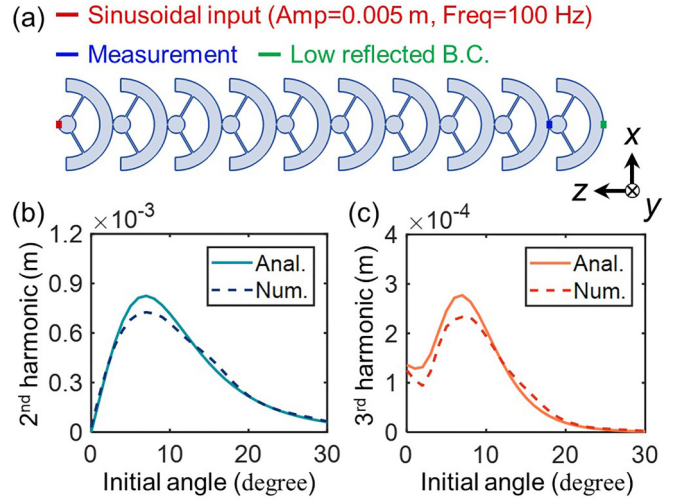 (a) Sinusoidal input (Amp=0.005 m, Freq=100 Hz)
Measurement Low reflected B.C.
x
z
y
(b) ×10⁻³
2ⁿᵈ harmonic (m)
1.2
0.9
0.6
0.3
0
Anal.
Num.
0 10 20 30
Initial angle (degree)
(c) ×10⁻⁴
3ʳᵈ harmonic (m)
4
3
2
1
0
Anal.
Num.
0 10 20 30
Initial angle (degree)